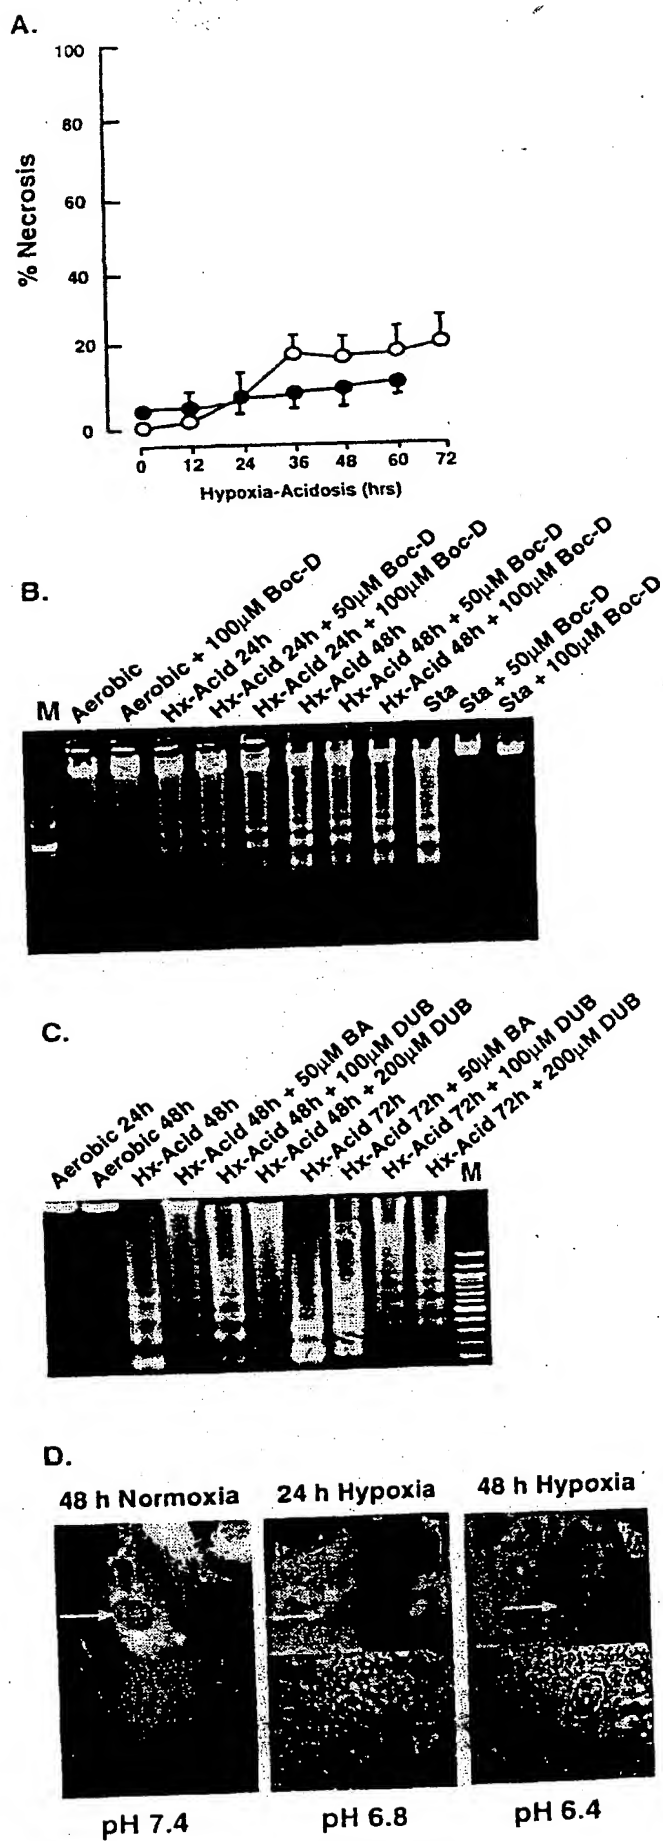 A.
100
80
60
40
20
0
% Necrosis
0 12 24 36 48 60 72
Hypoxia-Acidosis (hrs)
B.
M
Aerobic
Aerobic + 100µM Boc-D
Hx-Acid 24h
Hx-Acid 24h + 50µM Boc-D
Hx-Acid 24h + 100µM Boc-D
Hx-Acid 48h
Hx-Acid 48h + 50µM Boc-D
Hx-Acid 48h + 100µM Boc-D
Sta
Sta + 50µM Boc-D
Sta + 100µM Boc-D
C.
Aerobic 24h
Aerobic 48h
Hx-Acid 48h
Hx-Acid 48h + 50µM BA
Hx-Acid 48h + 100µM DUB
Hx-Acid 48h + 200µM DUB
Hx-Acid 72h
Hx-Acid 72h + 50µM BA
Hx-Acid 72h + 100µM DUB
Hx-Acid 72h + 200µM DUB
M
D.
48 h Normoxia 24 h Hypoxia 48 h Hypoxia
pH 7.4 pH 6.8 pH 6.4